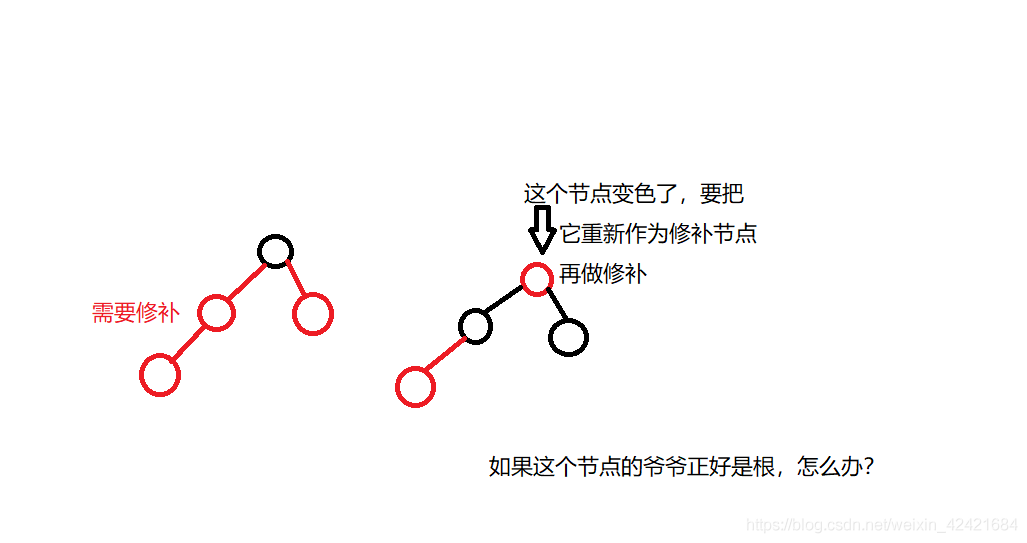 这个节点变色了，要把
它重新作为修补节点
再做修补
需要修补
如果这个节点的爷爷正好是根，怎么办？
https://blog.csdn.net/weixin_42421684